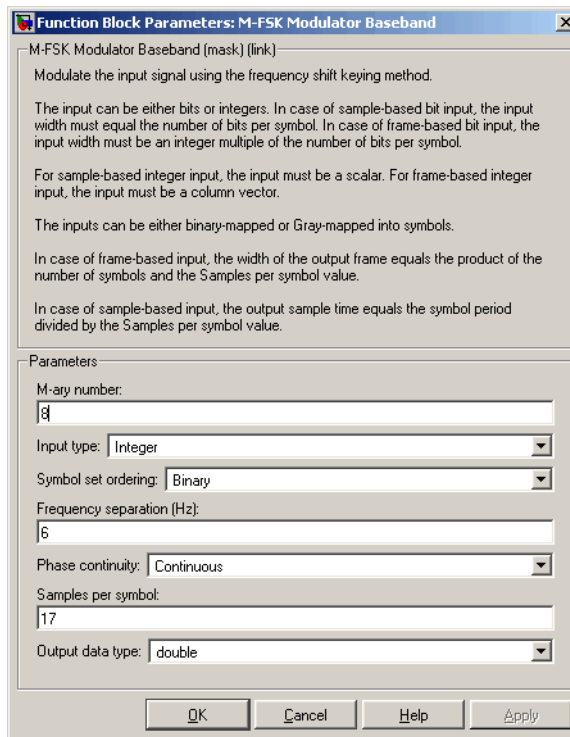 Function Block Parameters: M-FSK Modulator Baseband
M-FSK Modulator Baseband (mask) (link)
Modulate the input signal using the frequency shift keying method.
The input can be either bits or integers. In case of sample-based bit input, the input
width must equal the number of bits per symbol. In case of frame-based bit input, the
input width must be an integer multiple of the number of bits per symbol.
For sample-based integer input, the input must be a scalar. For frame-based integer
input, the input must be a column vector.
The inputs can be either binary-mapped or Gray-mapped into symbols.
In case of frame-based input, the width of the output frame equals the product of the
number of symbols and the Samples per symbol value.
In case of sample-based input, the output sample time equals the symbol period
divided by the Samples per symbol value.
Parameters
M-ary number:
8
Input type: Integer
Symbol set ordering: Binary
Frequency separation (Hz):
6
Phase continuity: Continuous
Samples per symbol:
17
Output data type: double
OK Cancel Help Apply